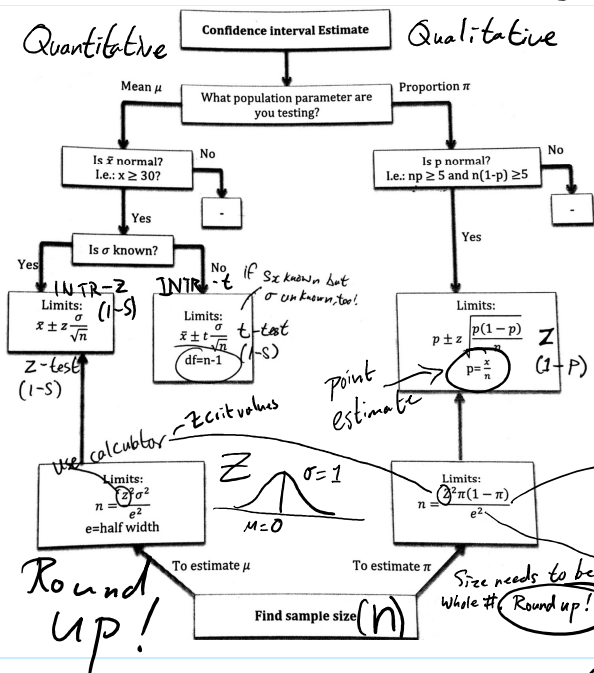 Quantitative
Confidence interval Estimate
Qualitative
Mean μ
What population parameter are
you testing?
Proportion π
Is x̄ normal?
I.e.: x ≥ 30?
No
-
Yes
Is p normal?
I.e.: np ≥ 5 and n(1-p) ≥5
No
-
Yes
Is σ known?
Yes
No
INTR-Z
(1-S)
Limits:
x̄ ± z σ/√n
Z-test
(1-S)
INTR-t
if Sx known but
σ unknown, too!
Limits:
x̄ ± t σ/√n
df=n-1
t-test
(1-S)
Limits:
p ± z √(p(1 − p)/n)
p= x/n
Z
(1-P)
point
estimate
use calculator
Zcrit values
Limits:
n = z²σ²/e²
e=half width
Z
σ=1
μ=0
Limits:
n = z²π(1 − π)/e²
To estimate μ
To estimate π
Find sample size (n)
Round
up!
Size needs to be
whole #. Round up!